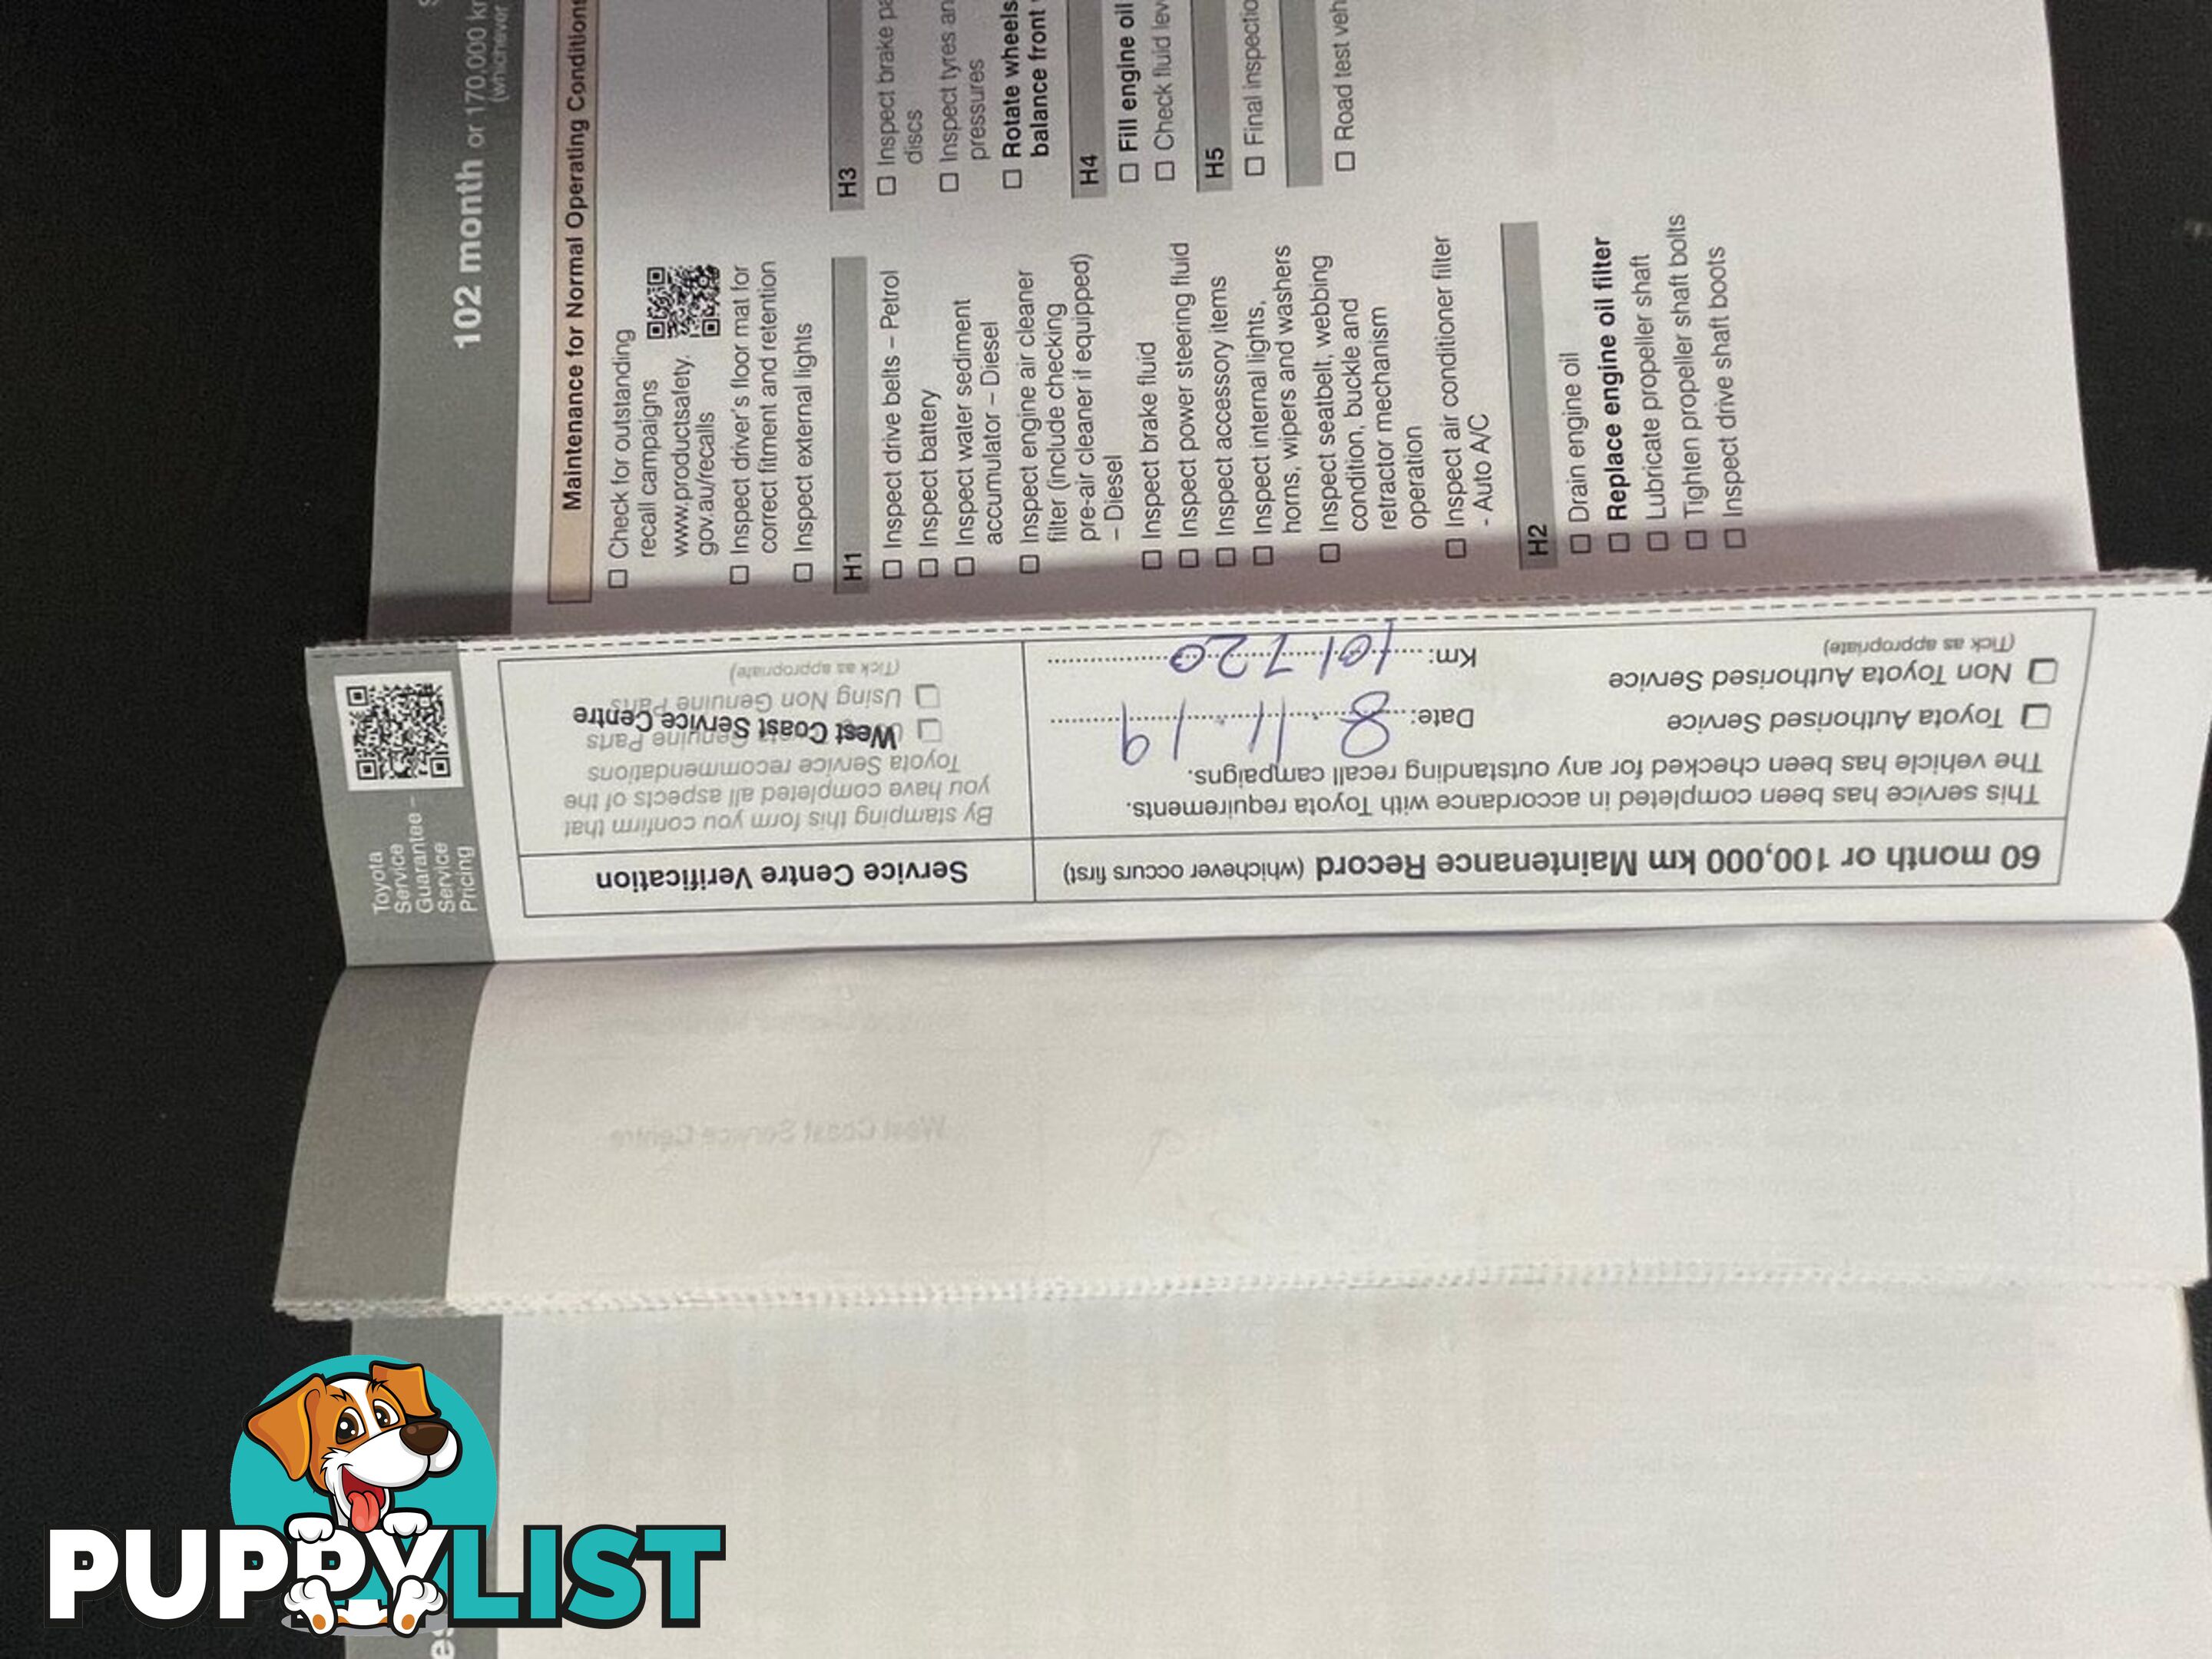 102 month or 170,000
(whichever
Maintenance for Normal Operating Conditions
☐ Check for outstanding
recall campaigns
www.productsafety.
gov.au/recalls
☐ Inspect driver's floor mat for
correct fitment and retention
☐ Inspect external lights
H1
☐ Inspect drive belts – Petrol
☐ Inspect battery
☐ Inspect water sediment
accumulator – Diesel
☐ Inspect engine air cleaner
filter (include checking
pre-air cleaner if equipped)
– Diesel
☐ Inspect brake fluid
☐ Inspect power steering fluid
☐ Inspect accessory items
☐ Inspect internal lights,
horns, wipers and washers
☐ Inspect seatbelt, webbing
condition, buckle and
retractor mechanism
operation
☐ Inspect air conditioner filter
- Auto A/C
H2
☐ Drain engine oil
☐ Replace engine oil filter
☐ Lubricate propeller shaft
☐ Tighten propeller shaft bolts
☐ Inspect drive shaft boots
H3
☐ Inspect brake
discs
☐ Inspect tyres
pressures
☐ Rotate wheels
balance front
H4
☐ Fill engine oil
☐ Check fluid
H5
☐ Final
☐ Road test
60 month or 100,000 km Maintenance Record (whichever occurs first)
This service has been completed in accordance with Toyota requirements.
The vehicle has been checked for any outstanding recall campaigns.
☐ Toyota Authorised Service
☐ Non Toyota Authorised Service
(Tick as appropriate)
Date: 8/11/19
Km: 101720
Service Centre Verification
By stamping this form you confirm that
you have completed all aspects of the
Toyota Service recommendations
☐ Toyota Genuine Parts
West Coast Service Centre
☐ Using Non Genuine Parts
(Tick as appropriate)
Toyota
Service
Guarantee –
Service
Pricing
West Coast Service Centre
PUPPYLIST